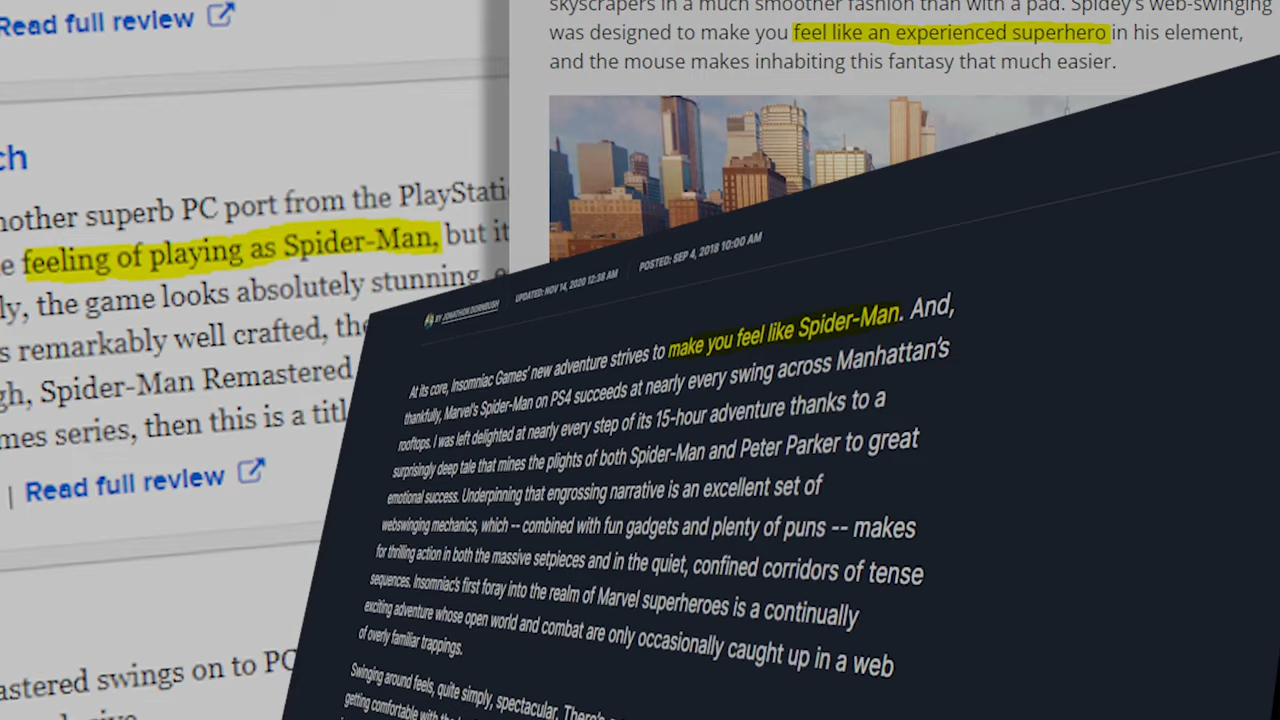 Read full review
ch
nother superb PC port from the PlayStati
e feeling of playing as Spider-Man, but it
ly, the game looks absolutely stunning,
s remarkably well crafted, the
gh, Spider-Man Remastered
mes series, then this is a titl
| Read full review
astered swings on to PC
skyscrapers in a much smoother fashion than with a pad. Spidey's web-swinging
was designed to make you feel like an experienced superhero in his element,
and the mouse makes inhabiting this fantasy that much easier.
BY JONATHON DORNBUSH UPDATED: NOV 14, 2020 12:38 AM POSTED: SEP 4, 2018 10:00 AM
At its core, Insomniac Games' new adventure strives to make you feel like Spider-Man. And,
thankfully, Marvel's Spider-Man on PS4 succeeds at nearly every swing across Manhattan's
rooftops. I was left delighted at nearly every step of its 15-hour adventure thanks to a
surprisingly deep tale that mines the plights of both Spider-Man and Peter Parker to great
emotional success. Underpinning that engrossing narrative is an excellent set of
webswinging mechanics, which -- combined with fun gadgets and plenty of puns -- makes
for thrilling action in both the massive setpieces and in the quiet, confined corridors of tense
sequences. Insomniac's first foray into the realm of Marvel superheroes is a continually
exciting adventure whose open world and combat are only occasionally caught up in a web
of overly familiar trappings.
Swinging around feels, quite simply, spectacular. There's
getting comfortable with the